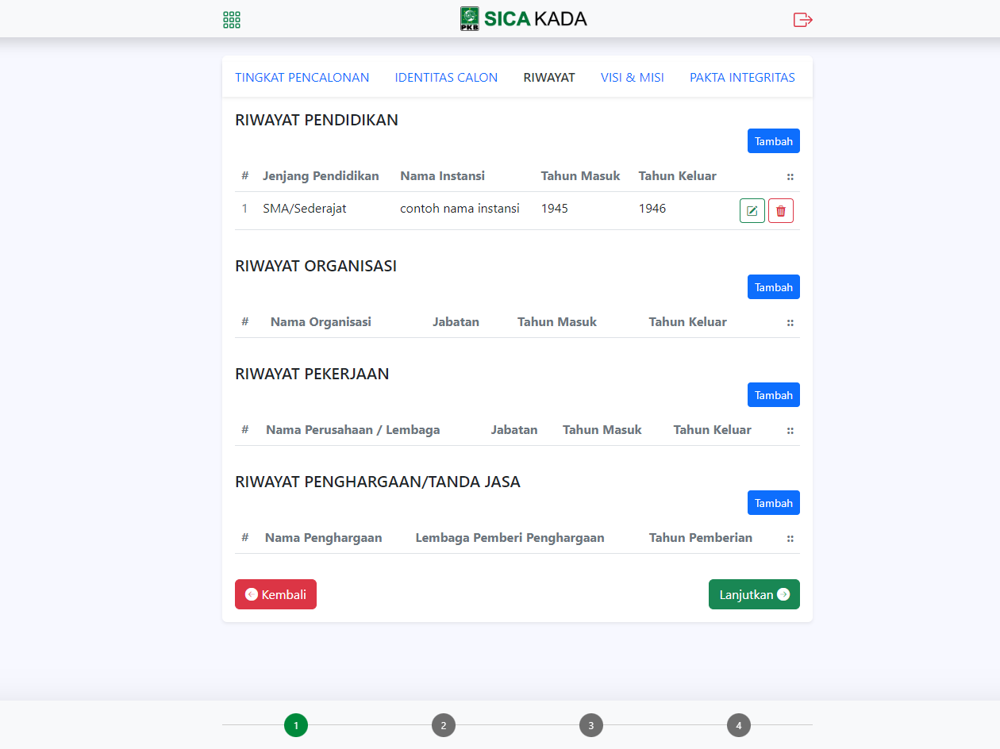 PKB SICA KADA
TINGKAT PENCALONAN IDENTITAS CALON RIWAYAT VISI & MISI PAKTA INTEGRITAS
RIWAYAT PENDIDIKAN
Tambah
# Jenjang Pendidikan Nama Instansi Tahun Masuk Tahun Keluar ::
1 SMA/Sederajat contoh nama instansi 1945 1946
RIWAYAT ORGANISASI
Tambah
# Nama Organisasi Jabatan Tahun Masuk Tahun Keluar ::
RIWAYAT PEKERJAAN
Tambah
# Nama Perusahaan / Lembaga Jabatan Tahun Masuk Tahun Keluar ::
RIWAYAT PENGHARGAAN/TANDA JASA
Tambah
# Nama Penghargaan Lembaga Pemberi Penghargaan Tahun Pemberian ::
Kembali Lanjutkan
1 2 3 4